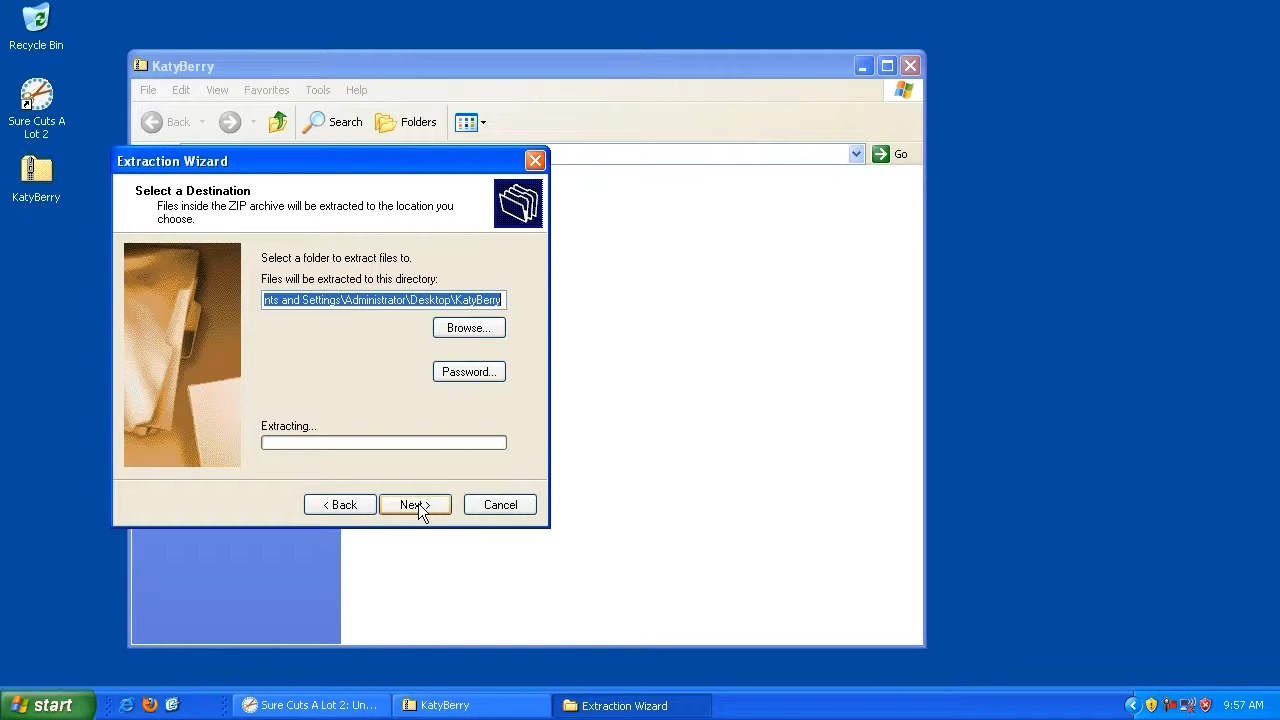 Recycle Bin
Sure Cuts A
Lot 2
KatyBerry
KatyBerry
File Edit View Favorites Tools Help
Back Search Folders
Go
Extraction Wizard
Select a Destination
Files inside the ZIP archive will be extracted to the location you
choose.
Select a folder to extract files to.
Files will be extracted to this directory:
nts and Settings\Administrator\Desktop\KatyBerry
Browse...
Password...
Extracting...
< Back Next > Cancel
start Sure Cuts A Lot 2: Un... KatyBerry Extraction Wizard 9:57 AM